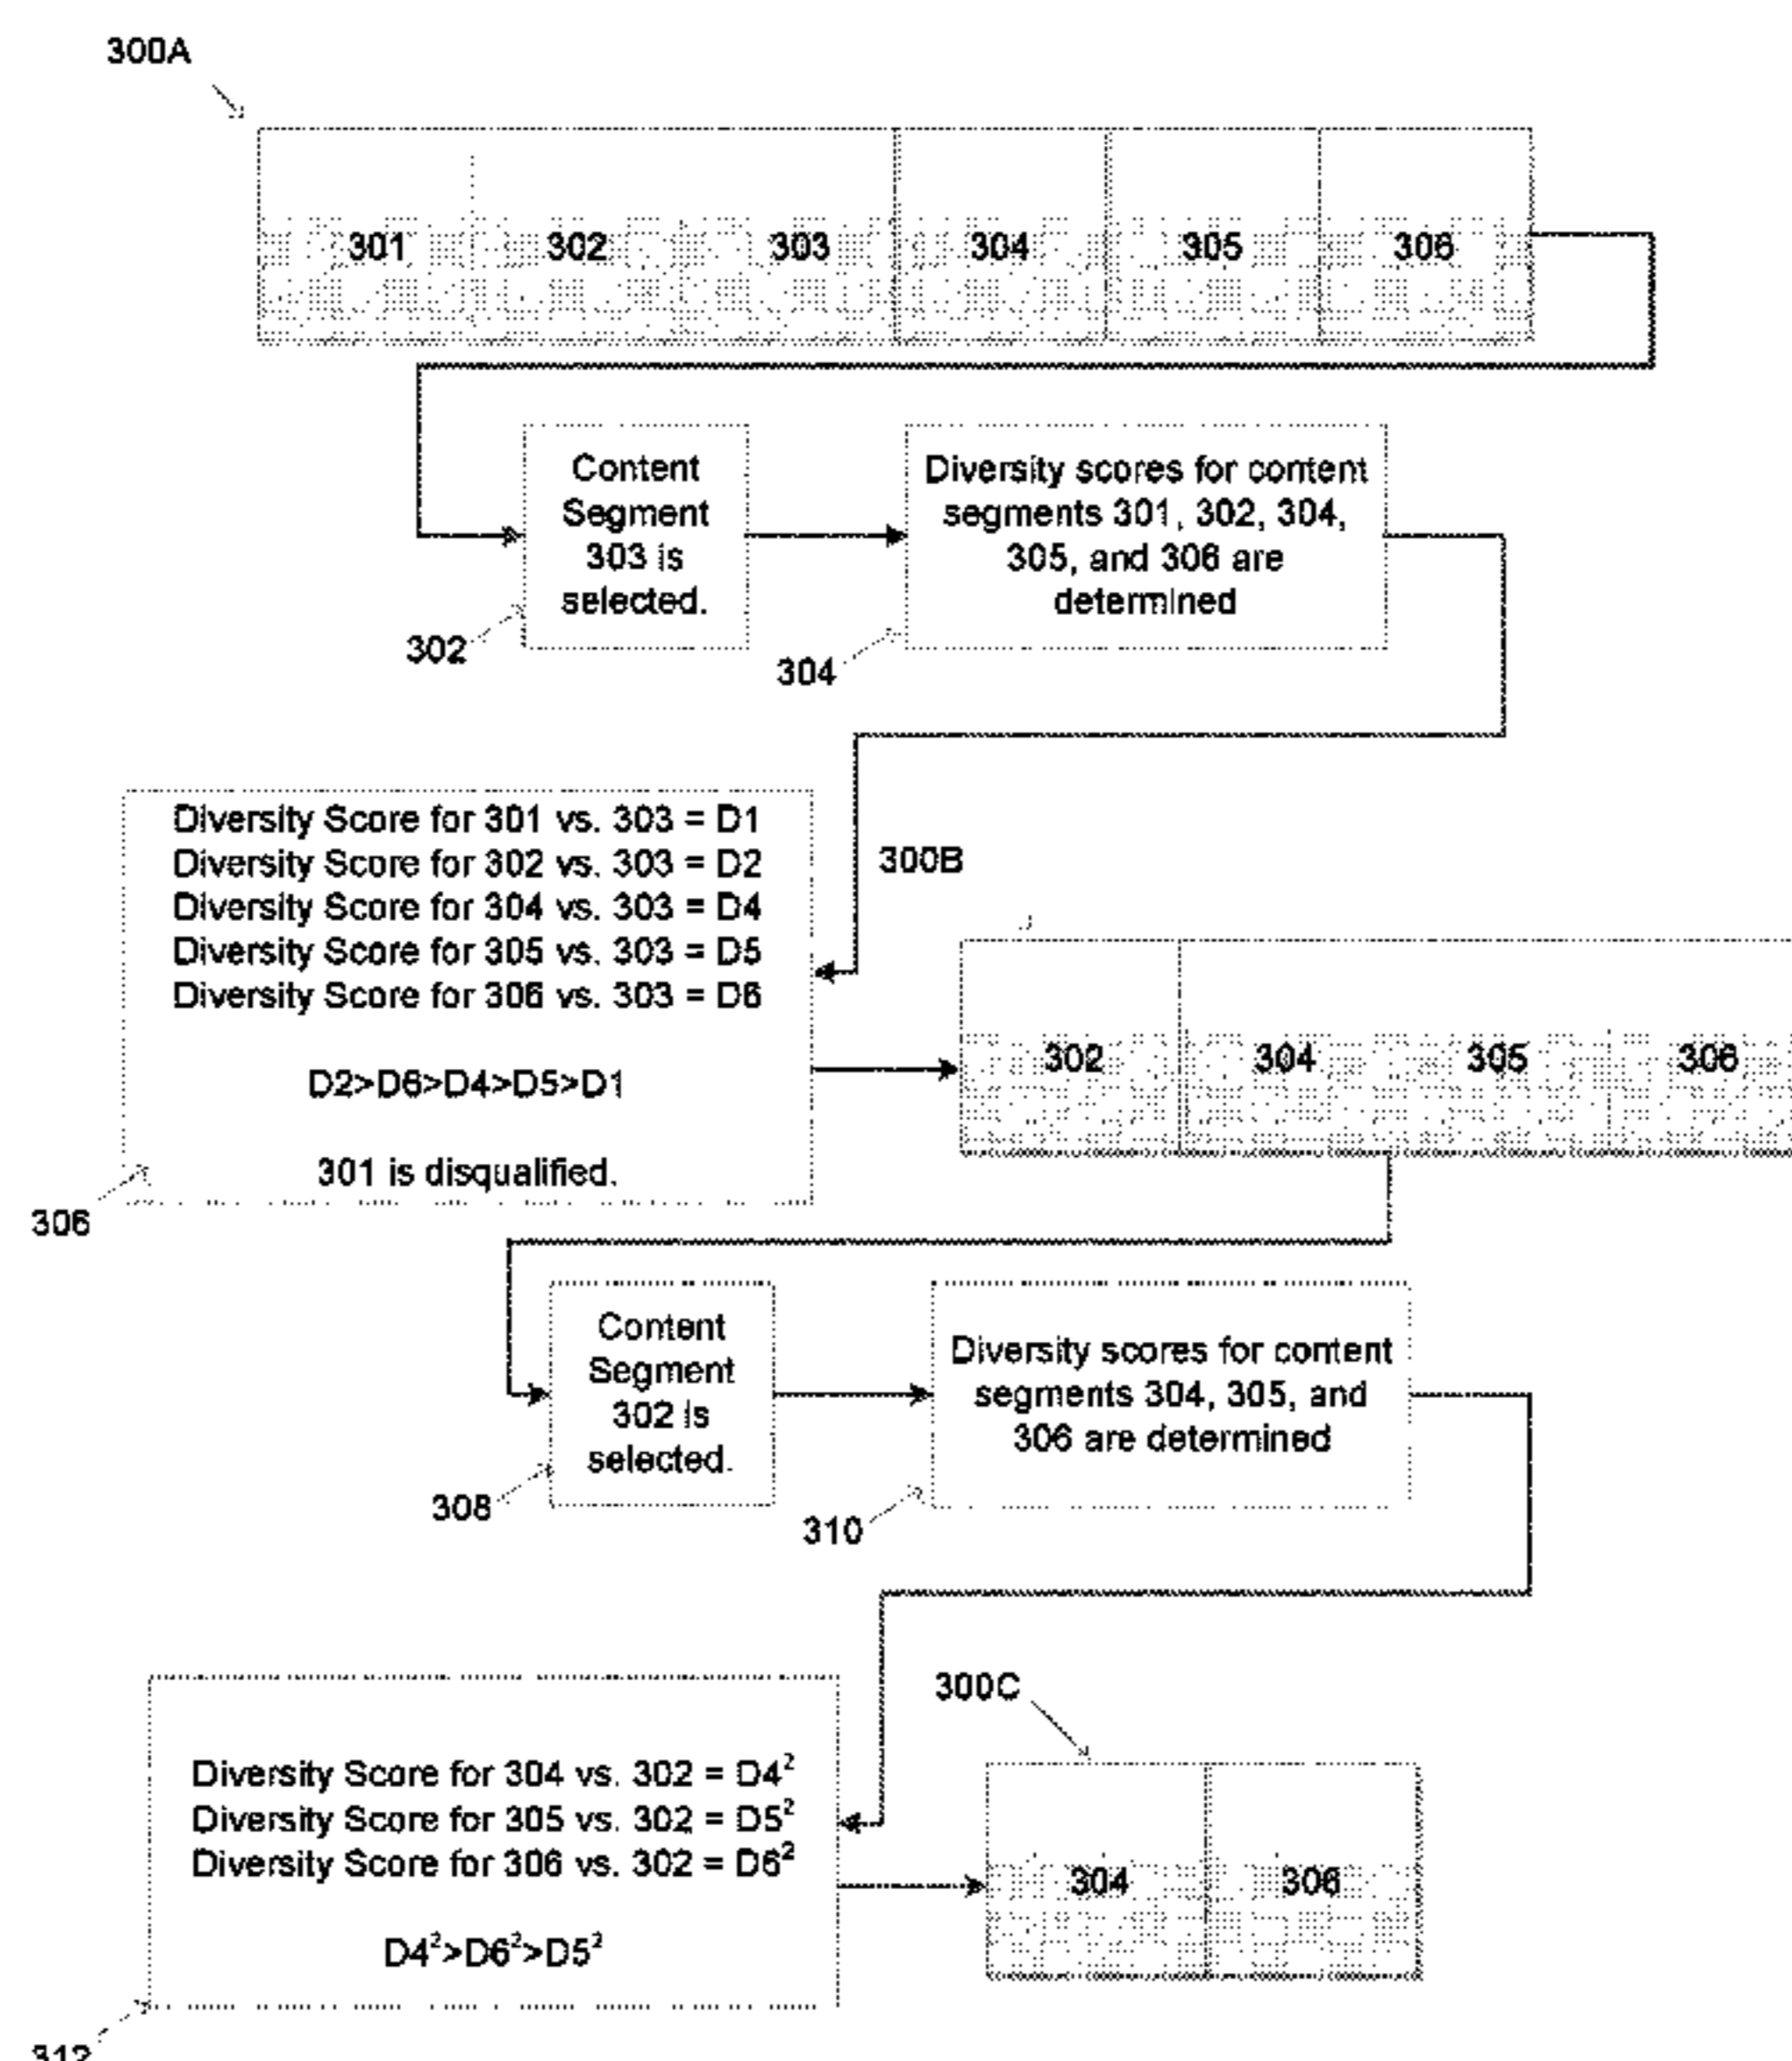 300A
301 302 303 304 305 306
Content
Segment
303 is
selected.
302
Diversity scores for content
segments 301, 302, 304,
305, and 306 are
determined
304
Diversity Score for 301 vs. 303 = D1
Diversity Score for 302 vs. 303 = D2
Diversity Score for 304 vs. 303 = D4
Diversity Score for 305 vs. 303 = D5
Diversity Score for 306 vs. 303 = D6
D2>D6>D4>D5>D1
301 is disqualified.
306
300B
302 304 305 306
Content
Segment
302 is
selected.
308
Diversity scores for content
segments 304, 305, and
306 are determined
310
Diversity Score for 304 vs. 302 = D4²
Diversity Score for 305 vs. 302 = D5²
Diversity Score for 306 vs. 302 = D6²
D4²>D6²>D5²
312
300C
304 306